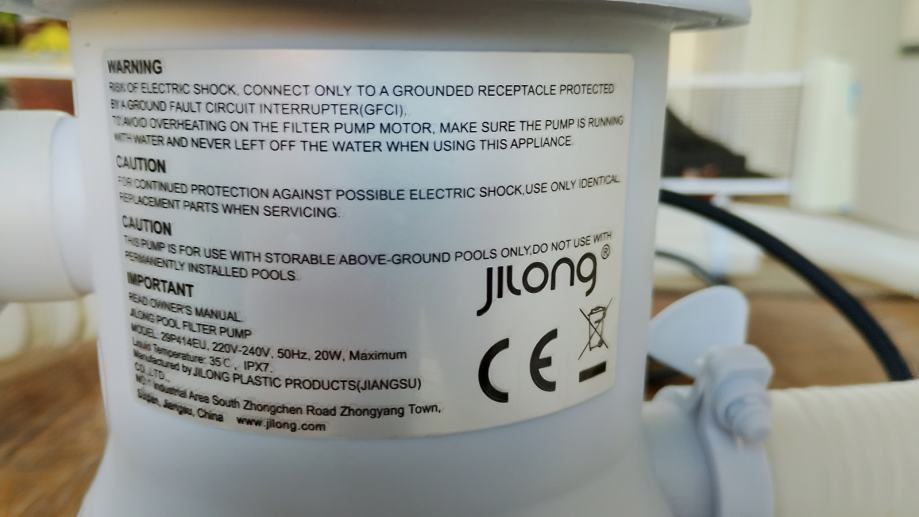 WARNING
RISK OF ELECTRIC SHOCK, CONNECT ONLY TO A GROUNDED RECEPTACLE PROTECTED
BY A GROUND FAULT CIRCUIT INTERRUPTER(GFCI),.
TO AVOID OVERHEATING ON THE FILTER PUMP MOTOR, MAKE SURE THE PUMP IS RUNNING
WITH WATER AND NEVER LEFT OFF THE WATER WHEN USING THIS APPLIANCE.
CAUTION
FOR CONTINUED PROTECTION AGAINST POSSIBLE ELECTRIC SHOCK,USE ONLY IDENTICAL
REPLACEMENT PARTS WHEN SERVICING.
CAUTION
THIS PUMP IS FOR USE WITH STORABLE ABOVE-GROUND POOLS ONLY,DO NOT USE WITH
PERMANENTLY INSTALLED POOLS.
IMPORTANT
READ OWNER'S MANUAL
JILONG POOL FILTER PUMP
MODEL: 29P414EU, 220V-240V, 50Hz, 20W, Maximum
Liquid Temperature: 35 C , IPX7.
Manufactured by JILONG PLASTIC PRODUCTS(JIANGSU)
CO.,LTD.
NO.1 Industrial Area South Zhongchen Road Zhongyang Town,
Jiangsu, China www.jilong.com
JILONG®
CE